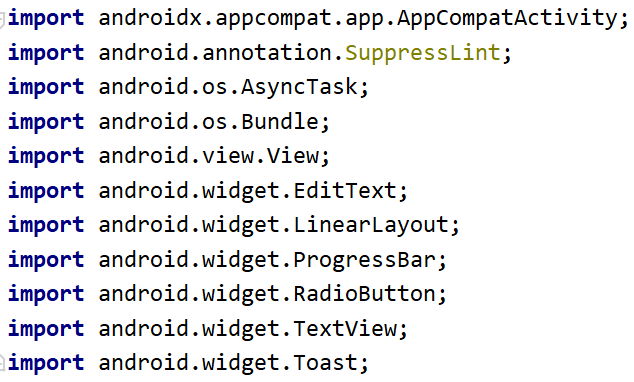 import androidx.appcompat.app.AppCompatActivity;
import android.annotation.SuppressLint;
import android.os.AsyncTask;
import android.os.Bundle;
import android.view.View;
import android.widget.EditText;
import android.widget.LinearLayout;
import android.widget.ProgressBar;
import android.widget.RadioButton;
import android.widget.TextView;
import android.widget.Toast;